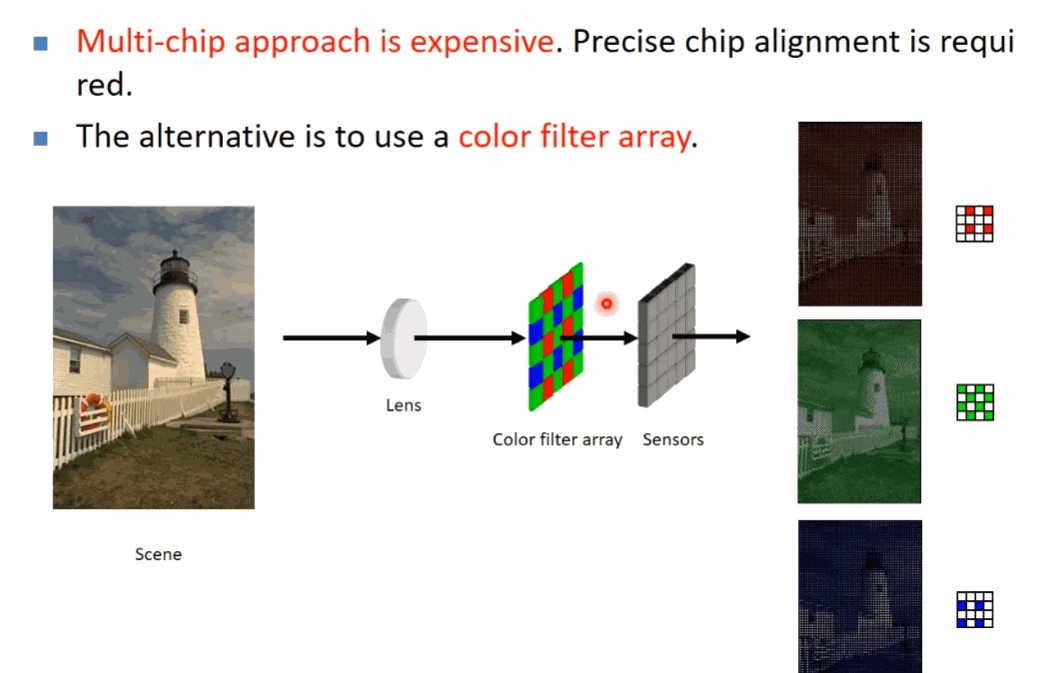 Multi-chip approach is expensive. Precise chip alignment is requi
red.
The alternative is to use a color filter array.
Lens
Color filter array
Sensors
Scene